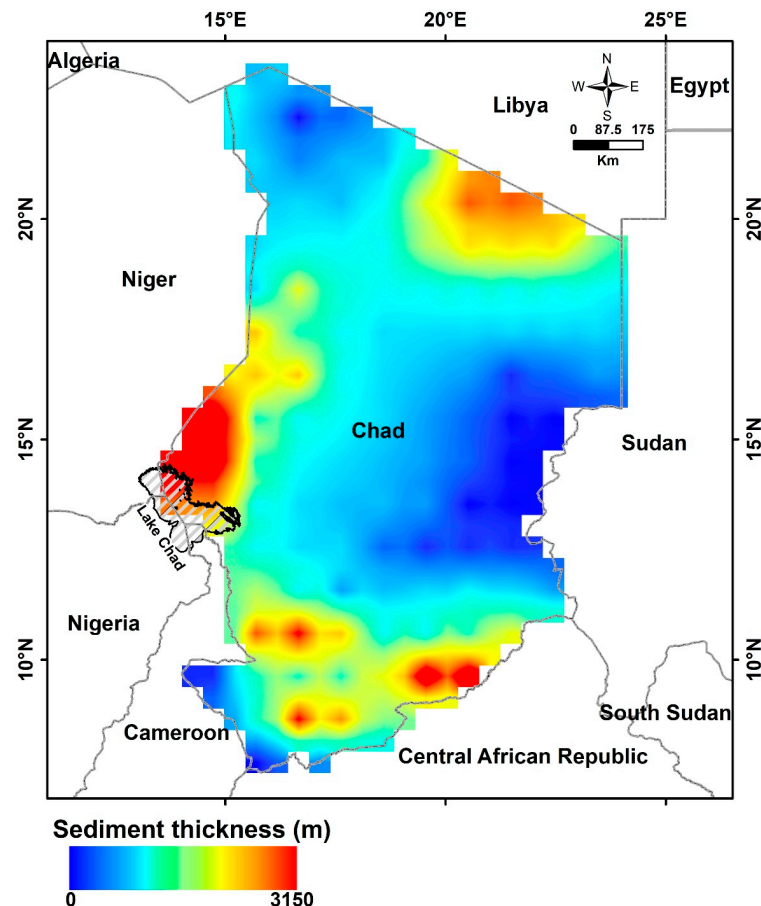 15°E 20°E 25°E
Algeria
Libya
Egypt
N
W E
S
0 87.5 175
Km
20°N 20°N
Niger
Chad
15°N 15°N
Sudan
Lake Chad
Nigeria
10°N 10°N
Cameroon
South Sudan
Central African Republic
Sediment thickness (m)
0 3150